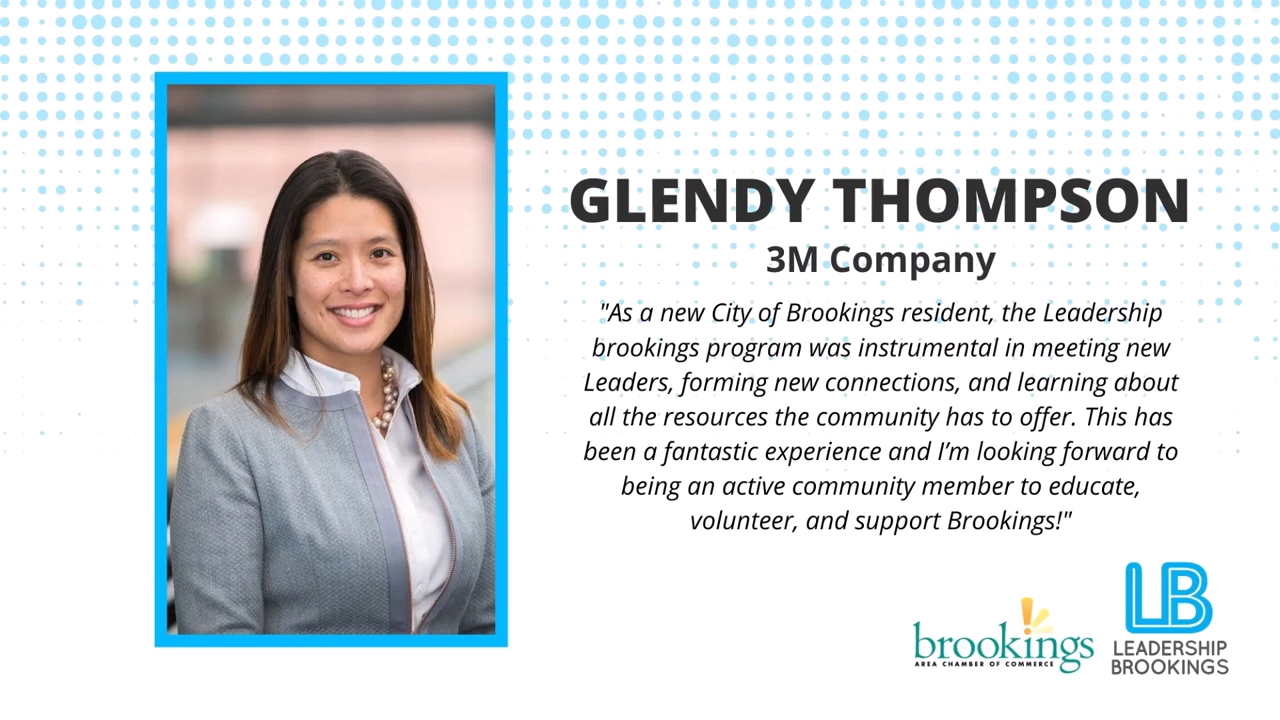 GLENDY THOMPSON
3M Company
"As a new City of Brookings resident, the Leadership
brookings program was instrumental in meeting new
Leaders, forming new connections, and learning about
all the resources the community has to offer. This has
been a fantastic experience and I’m looking forward to
being an active community member to educate,
volunteer, and support Brookings!"
brookings
AREA CHAMBER OF COMMERCE
LB
LEADERSHIP
BROOKINGS